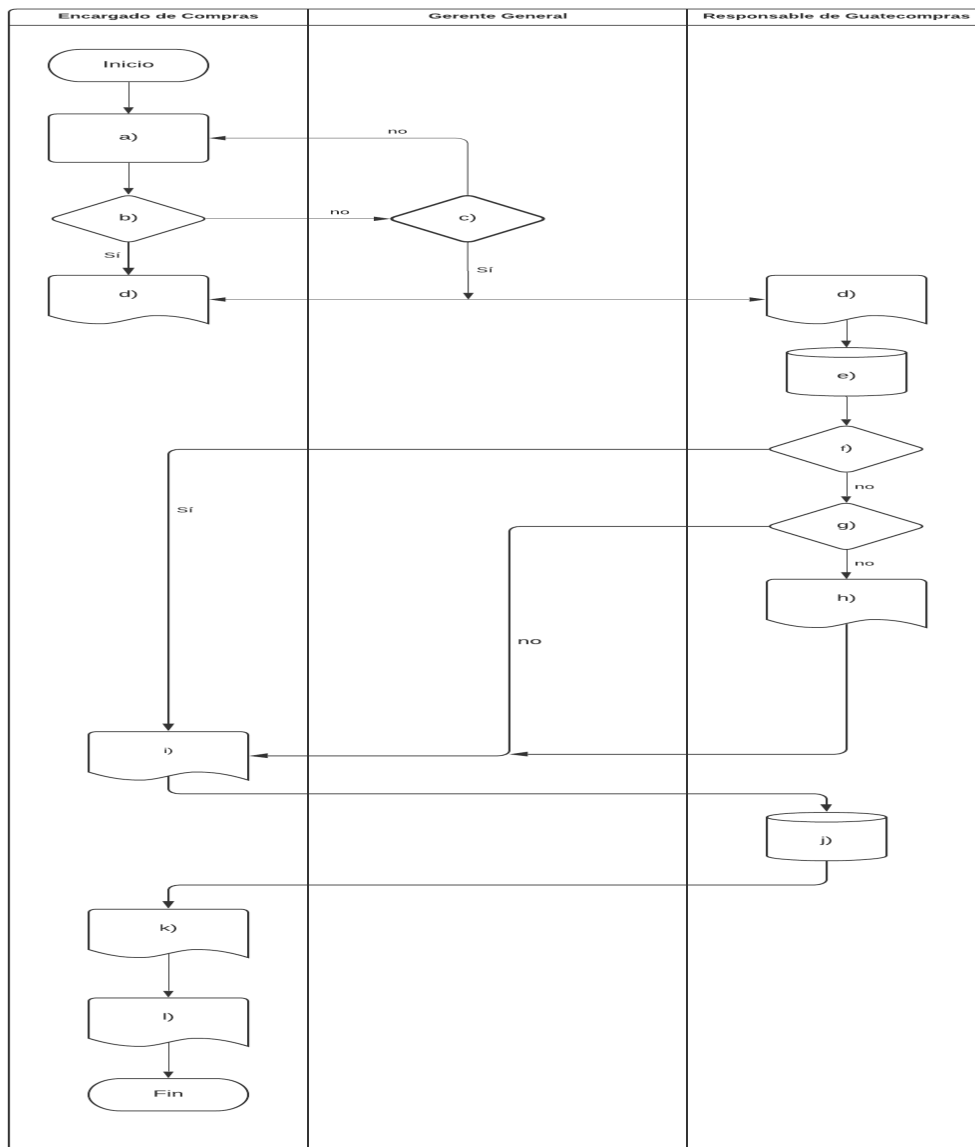 Encargado de Compras
Gerente General
Responsable de Guatecompras
Inicio
a)
no
b)
no
c)
Sí
Sí
d)
d)
e)
f)
no
Sí
g)
no
h)
no
i)
j)
k)
l)
Fin